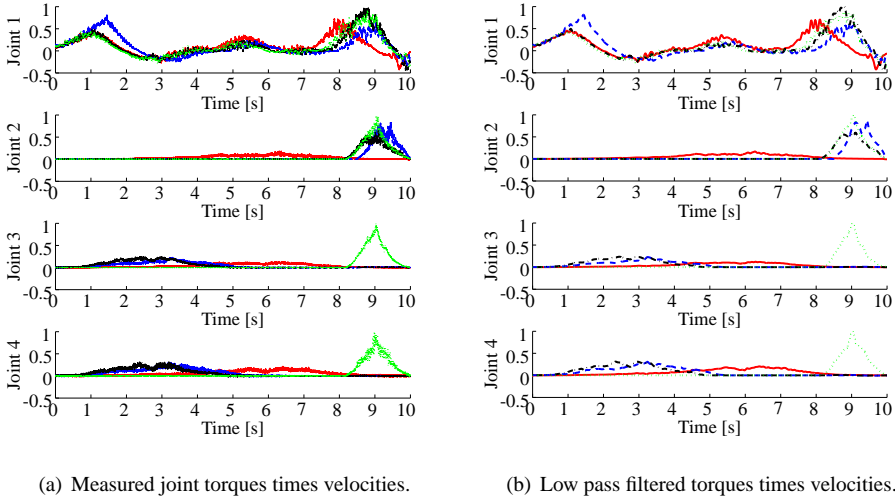 Joint 1
1
0.5
0
-0.5
0 1 2 3 4 5 6 7 8 9 10
Time [s]
Joint 2
1
0.5
0
-0.5
0 1 2 3 4 5 6 7 8 9 10
Time [s]
Joint 3
1
0.5
0
-0.5
0 1 2 3 4 5 6 7 8 9 10
Time [s]
Joint 4
1
0.5
0
-0.5
0 1 2 3 4 5 6 7 8 9 10
Time [s]
(a) Measured joint torques times velocities.
Joint 1
1
0.5
0
-0.5
0 1 2 3 4 5 6 7 8 9 10
Time [s]
Joint 2
1
0.5
0
-0.5
0 1 2 3 4 5 6 7 8 9 10
Time [s]
Joint 3
1
0.5
0
-0.5
0 1 2 3 4 5 6 7 8 9 10
Time [s]
Joint 4
1
0.5
0
-0.5
0 1 2 3 4 5 6 7 8 9 10
Time [s]
(b) Low pass filtered torques times velocities.